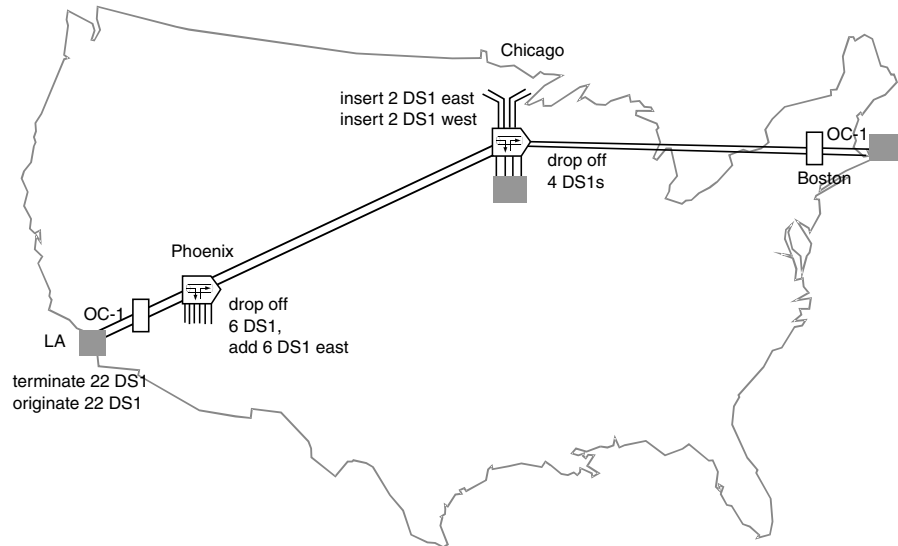 Chicago
insert 2 DS1 east
insert 2 DS1 west
OC-1
drop off
4 DS1s
Boston
Phoenix
drop off
6 DS1,
add 6 DS1 east
OC-1
LA
terminate 22 DS1
originate 22 DS1